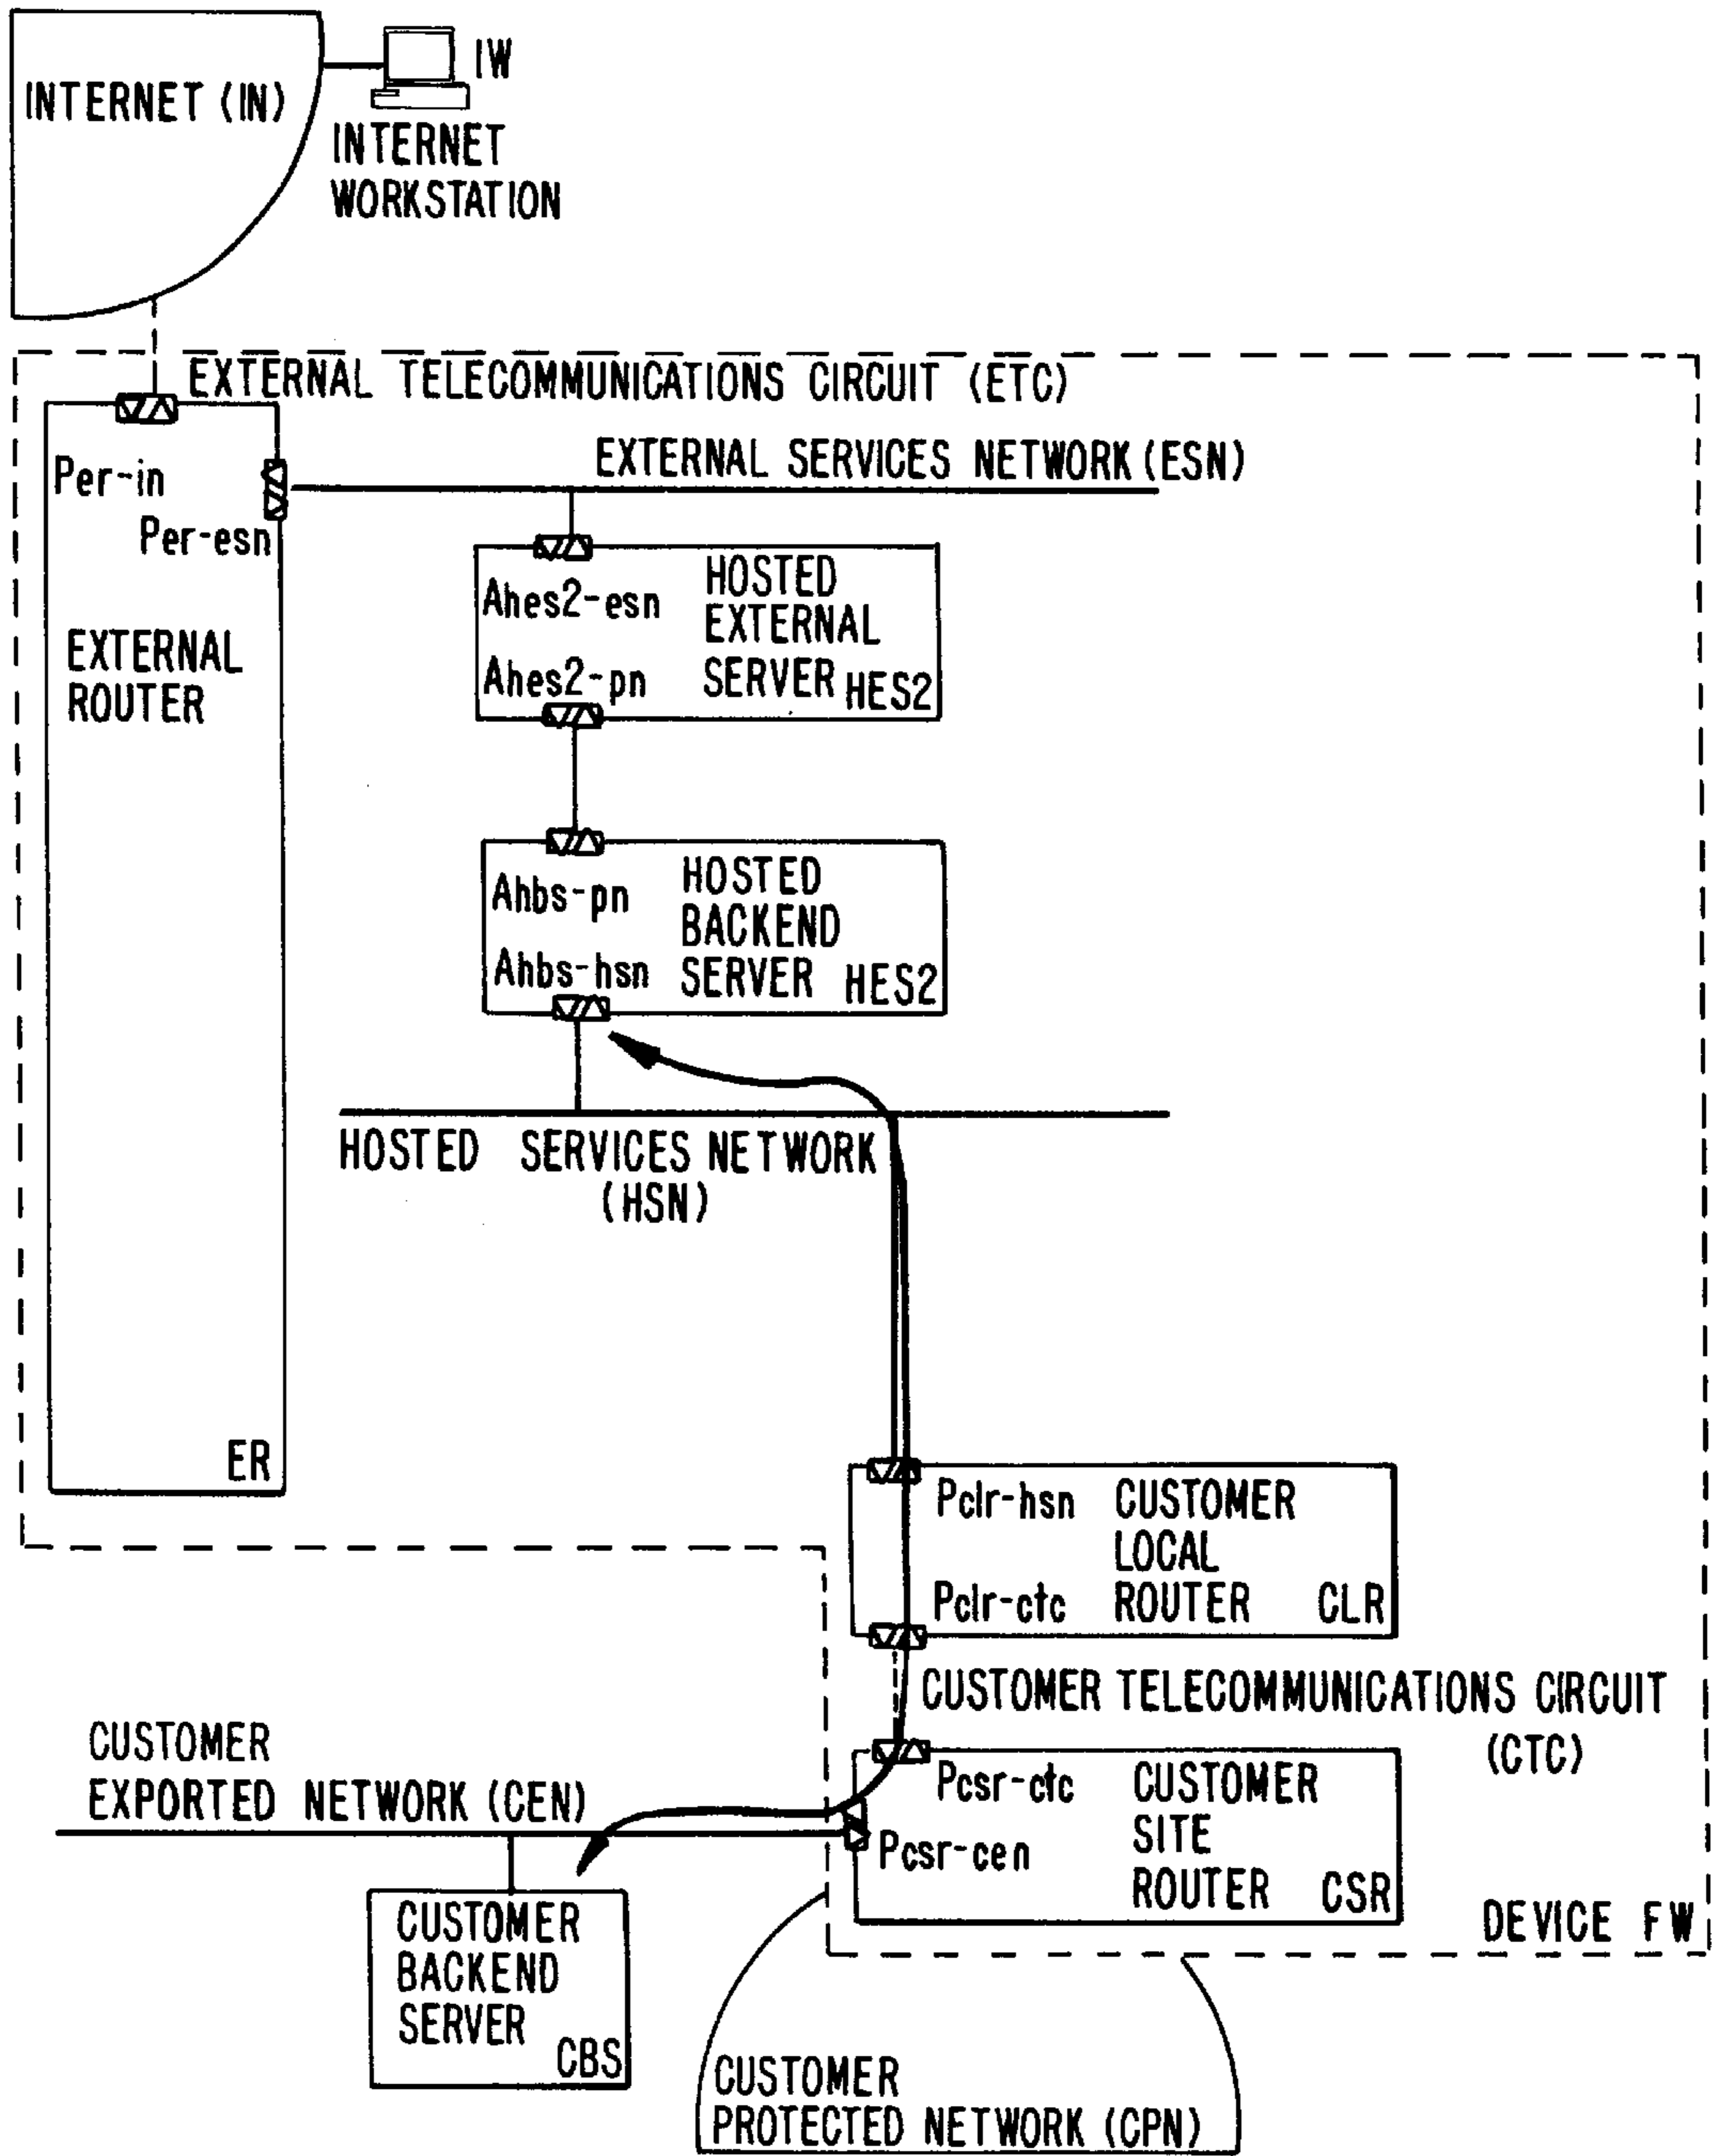 INTERNET (IN)
IW
INTERNET
WORKSTATION
EXTERNAL TELECOMMUNICATIONS CIRCUIT (ETC)
EXTERNAL SERVICES NETWORK (ESN)
Per-in
Per-esn
EXTERNAL
ROUTER
ER
Ahes2-esn
Ahes2-pn
HOSTED
EXTERNAL
SERVER
HES2
Ahbs-pn
Ahbs-hsn
HOSTED
BACKEND
SERVER
HES2
HOSTED SERVICES NETWORK
(HSN)
Pclr-hsn
Pclr-ctc
CUSTOMER
LOCAL
ROUTER
CLR
CUSTOMER TELECOMMUNICATIONS CIRCUIT
(CTC)
CUSTOMER
EXPORTED NETWORK (CEN)
Pcsr-ctc
Pcsr-cen
CUSTOMER
SITE
ROUTER
CSR
DEVICE FW
CUSTOMER
BACKEND
SERVER
CBS
CUSTOMER
PROTECTED NETWORK (CPN)